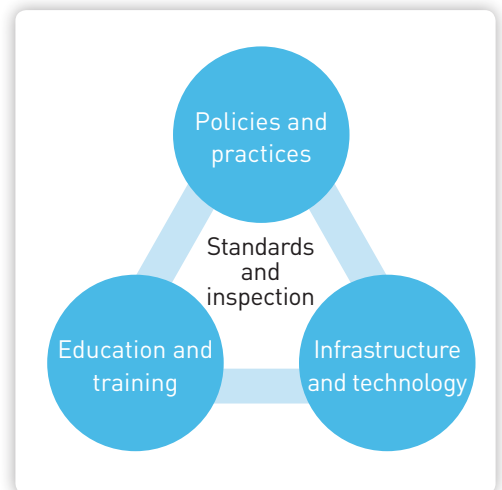 Policies and
practices
Standards
and
inspection
Education and
training
Infrastructure
and technology